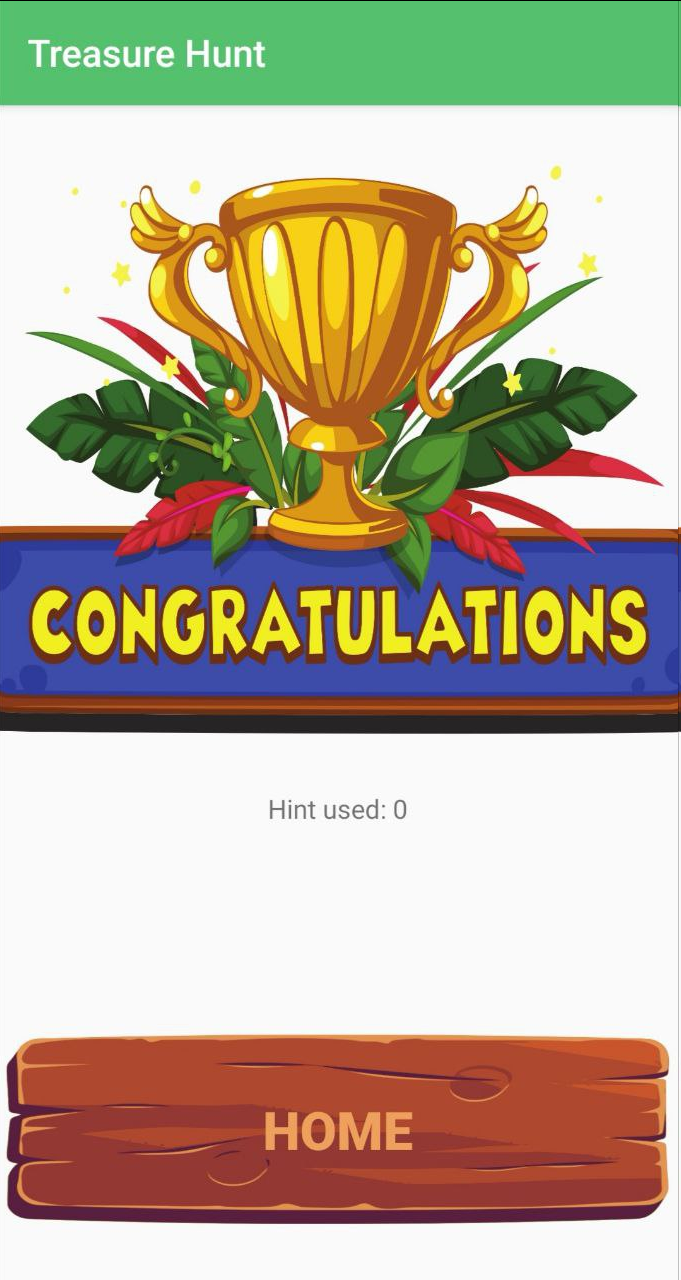 Treasure Hunt
CONGRATULATIONS
Hint used: 0
HOME